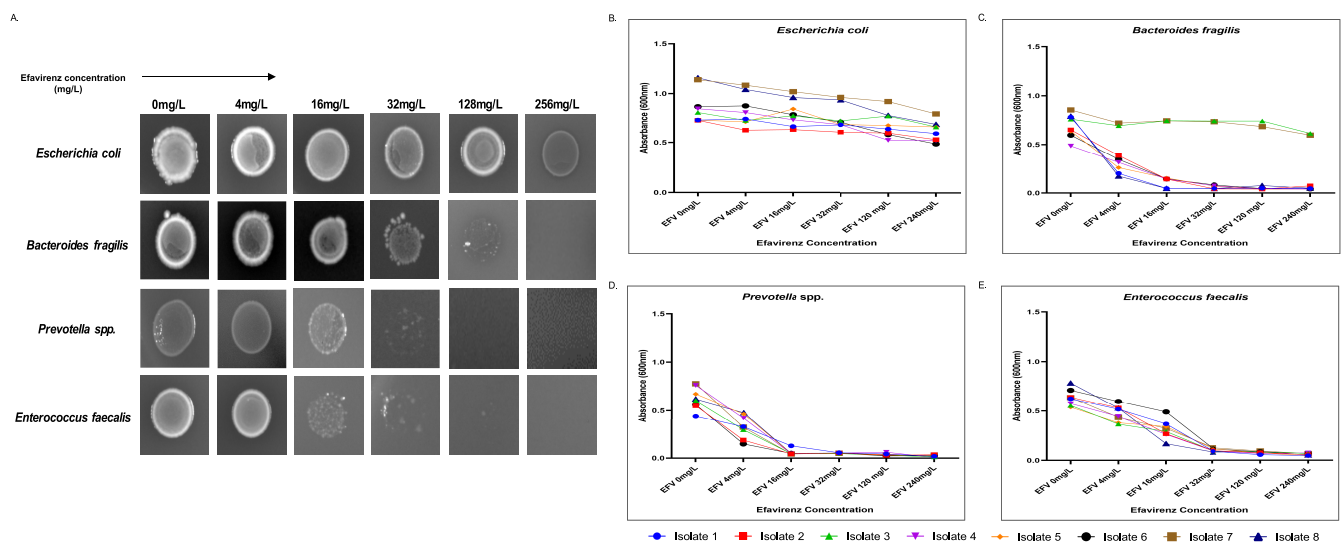 A.
Efavirenz concentration
(mg/L)
0mg/L 4mg/L 16mg/L 32mg/L 128mg/L 256mg/L
Escherichia coli
Bacteroides fragilis
Prevotella spp.
Enterococcus faecalis
B.
Escherichia coli
Absorbance (600nm)
1.5
1.0
0.5
0.0
EFV 0mg/L
EFV 4mg/L
EFV 16mg/L
EFV 32mg/L
EFV 120 mg/L
EFV 240mg/L
Efavirenz Concentration
C.
Bacteroides fragilis
Absorbance (600nm)
1.5
1.0
0.5
0.0
EFV 0mg/L
EFV 4mg/L
EFV 16mg/L
EFV 32mg/L
EFV 120 mg/L
EFV 240mg/L
Efavirenz Concentration
D.
Prevotella spp.
Absorbance (600nm)
1.5
1.0
0.5
0.0
EFV 0mg/L
EFV 4mg/L
EFV 16mg/L
EFV 32mg/L
EFV 120 mg/L
EFV 240mg/L
Efavirenz Concentration
E.
Enterococcus faecalis
Absorbance (600nm)
1.5
1.0
0.5
0.0
EFV 0mg/L
EFV 4mg/L
EFV 16mg/L
EFV 32mg/L
EFV 120 mg/L
EFV 240mg/L
Efavirenz Concentration
Isolate 1 Isolate 2 Isolate 3 Isolate 4 Isolate 5 Isolate 6 Isolate 7 Isolate 8